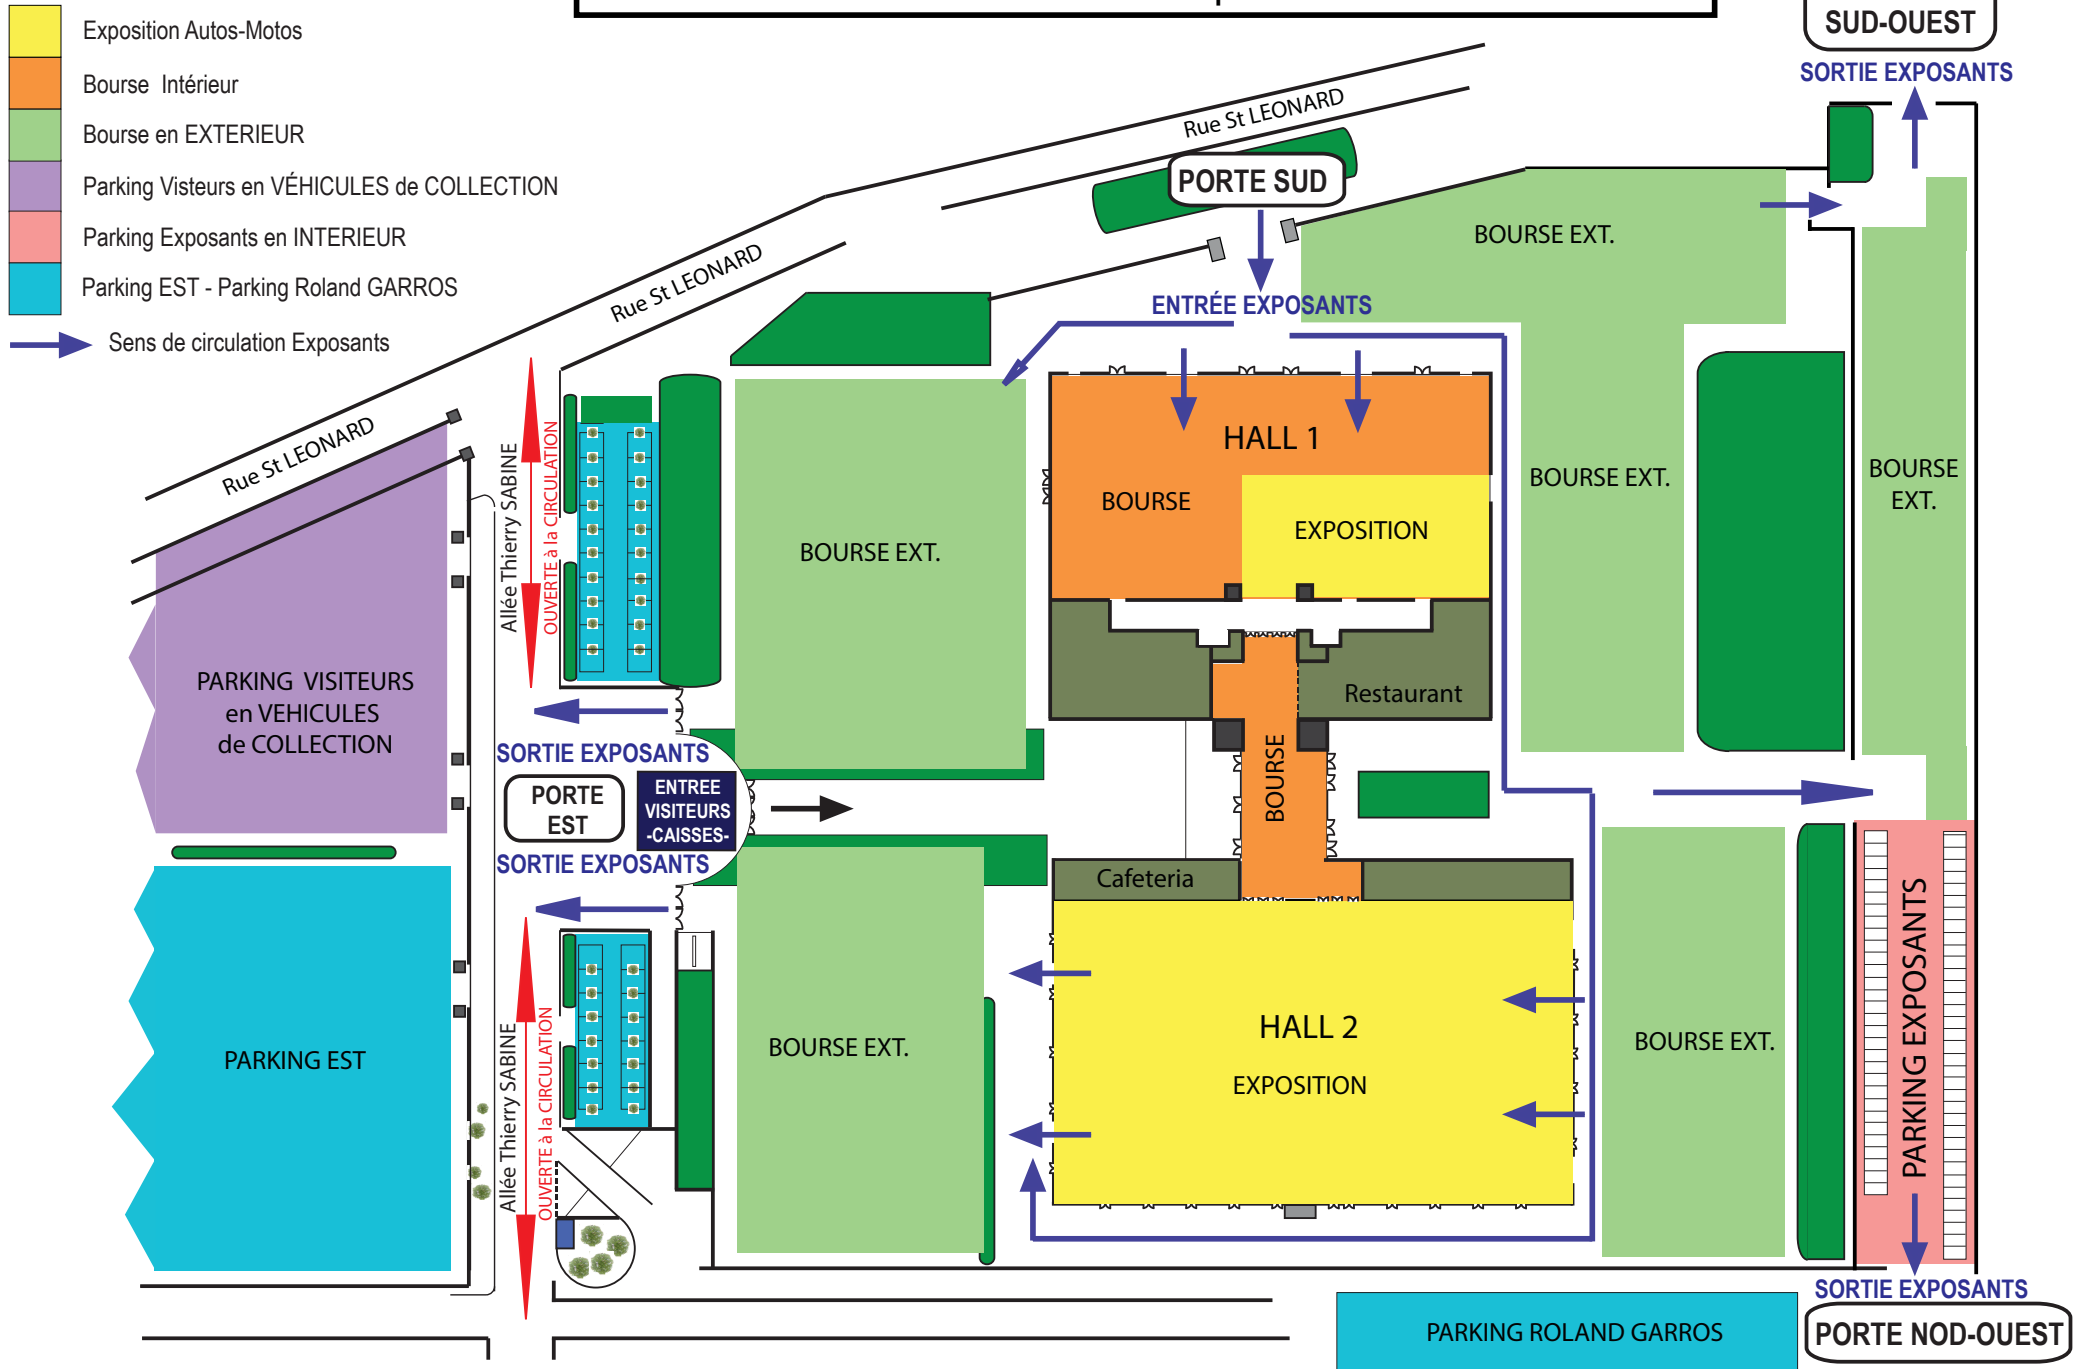 Exposition Autos-Motos
Bourse Intérieur
Bourse en EXTERIEUR
Parking Visteurs en VÉHICULES de COLLECTION
Parking Exposants en INTERIEUR
Parking EST - Parking Roland GARROS
Sens de circulation Exposants
SUD-OUEST
SORTIE EXPOSANTS
Rue St LEONARD
PORTE SUD
ENTRÉE EXPOSANTS
BOURSE EXT.
Rue St LEONARD
Rue St LEONARD
Allée Thierry SABINE
OUVERTE à la CIRCULATION
BOURSE EXT.
HALL 1
BOURSE
EXPOSITION
BOURSE EXT.
BOURSE
EXT.
PARKING VISITEURS
en VEHICULES
de COLLECTION
Restaurant
BOURSE
SORTIE EXPOSANTS
PORTE
EST
ENTREE
VISITEURS
-CAISSES-
SORTIE EXPOSANTS
Cafeteria
PARKING EST
Allée Thierry SABINE
OUVERTE à la CIRCULATION
BOURSE EXT.
HALL 2
EXPOSITION
BOURSE EXT.
PARKING EXPOSANTS
SORTIE EXPOSANTS
PARKING ROLAND GARROS
PORTE NOD-OUEST